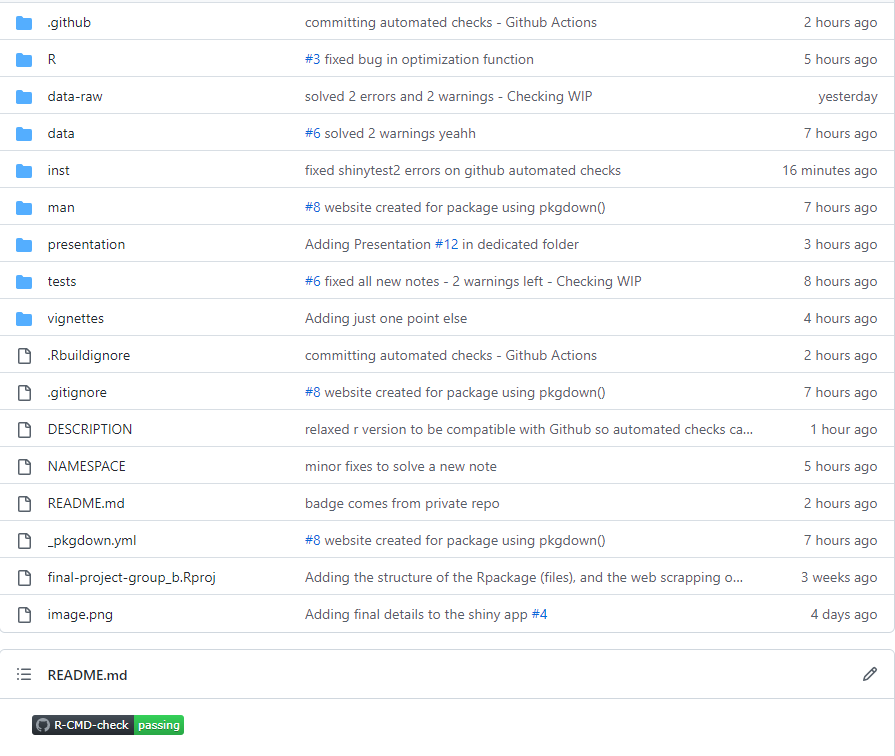 .github committing automated checks - Github Actions 2 hours ago
R #3 fixed bug in optimization function 5 hours ago
data-raw solved 2 errors and 2 warnings - Checking WIP yesterday
data #6 solved 2 warnings yeahh 7 hours ago
inst fixed shinytest2 errors on github automated checks 16 minutes ago
man #8 website created for package using pkgdown() 7 hours ago
presentation Adding Presentation #12 in dedicated folder 3 hours ago
tests #6 fixed all new notes - 2 warnings left - Checking WIP 8 hours ago
vignettes Adding just one point else 4 hours ago
.Rbuildignore committing automated checks - Github Actions 2 hours ago
.gitignore #8 website created for package using pkgdown() 7 hours ago
DESCRIPTION relaxed r version to be compatible with Github so automated checks ca... 1 hour ago
NAMESPACE minor fixes to solve a new note 5 hours ago
README.md badge comes from private repo 2 hours ago
_pkgdown.yml #8 website created for package using pkgdown() 7 hours ago
final-project-group_b.Rproj Adding the structure of the Rpackage (files), and the web scrapping o... 3 weeks ago
image.png Adding final details to the shiny app #4 4 days ago
README.md
R-CMD-check passing